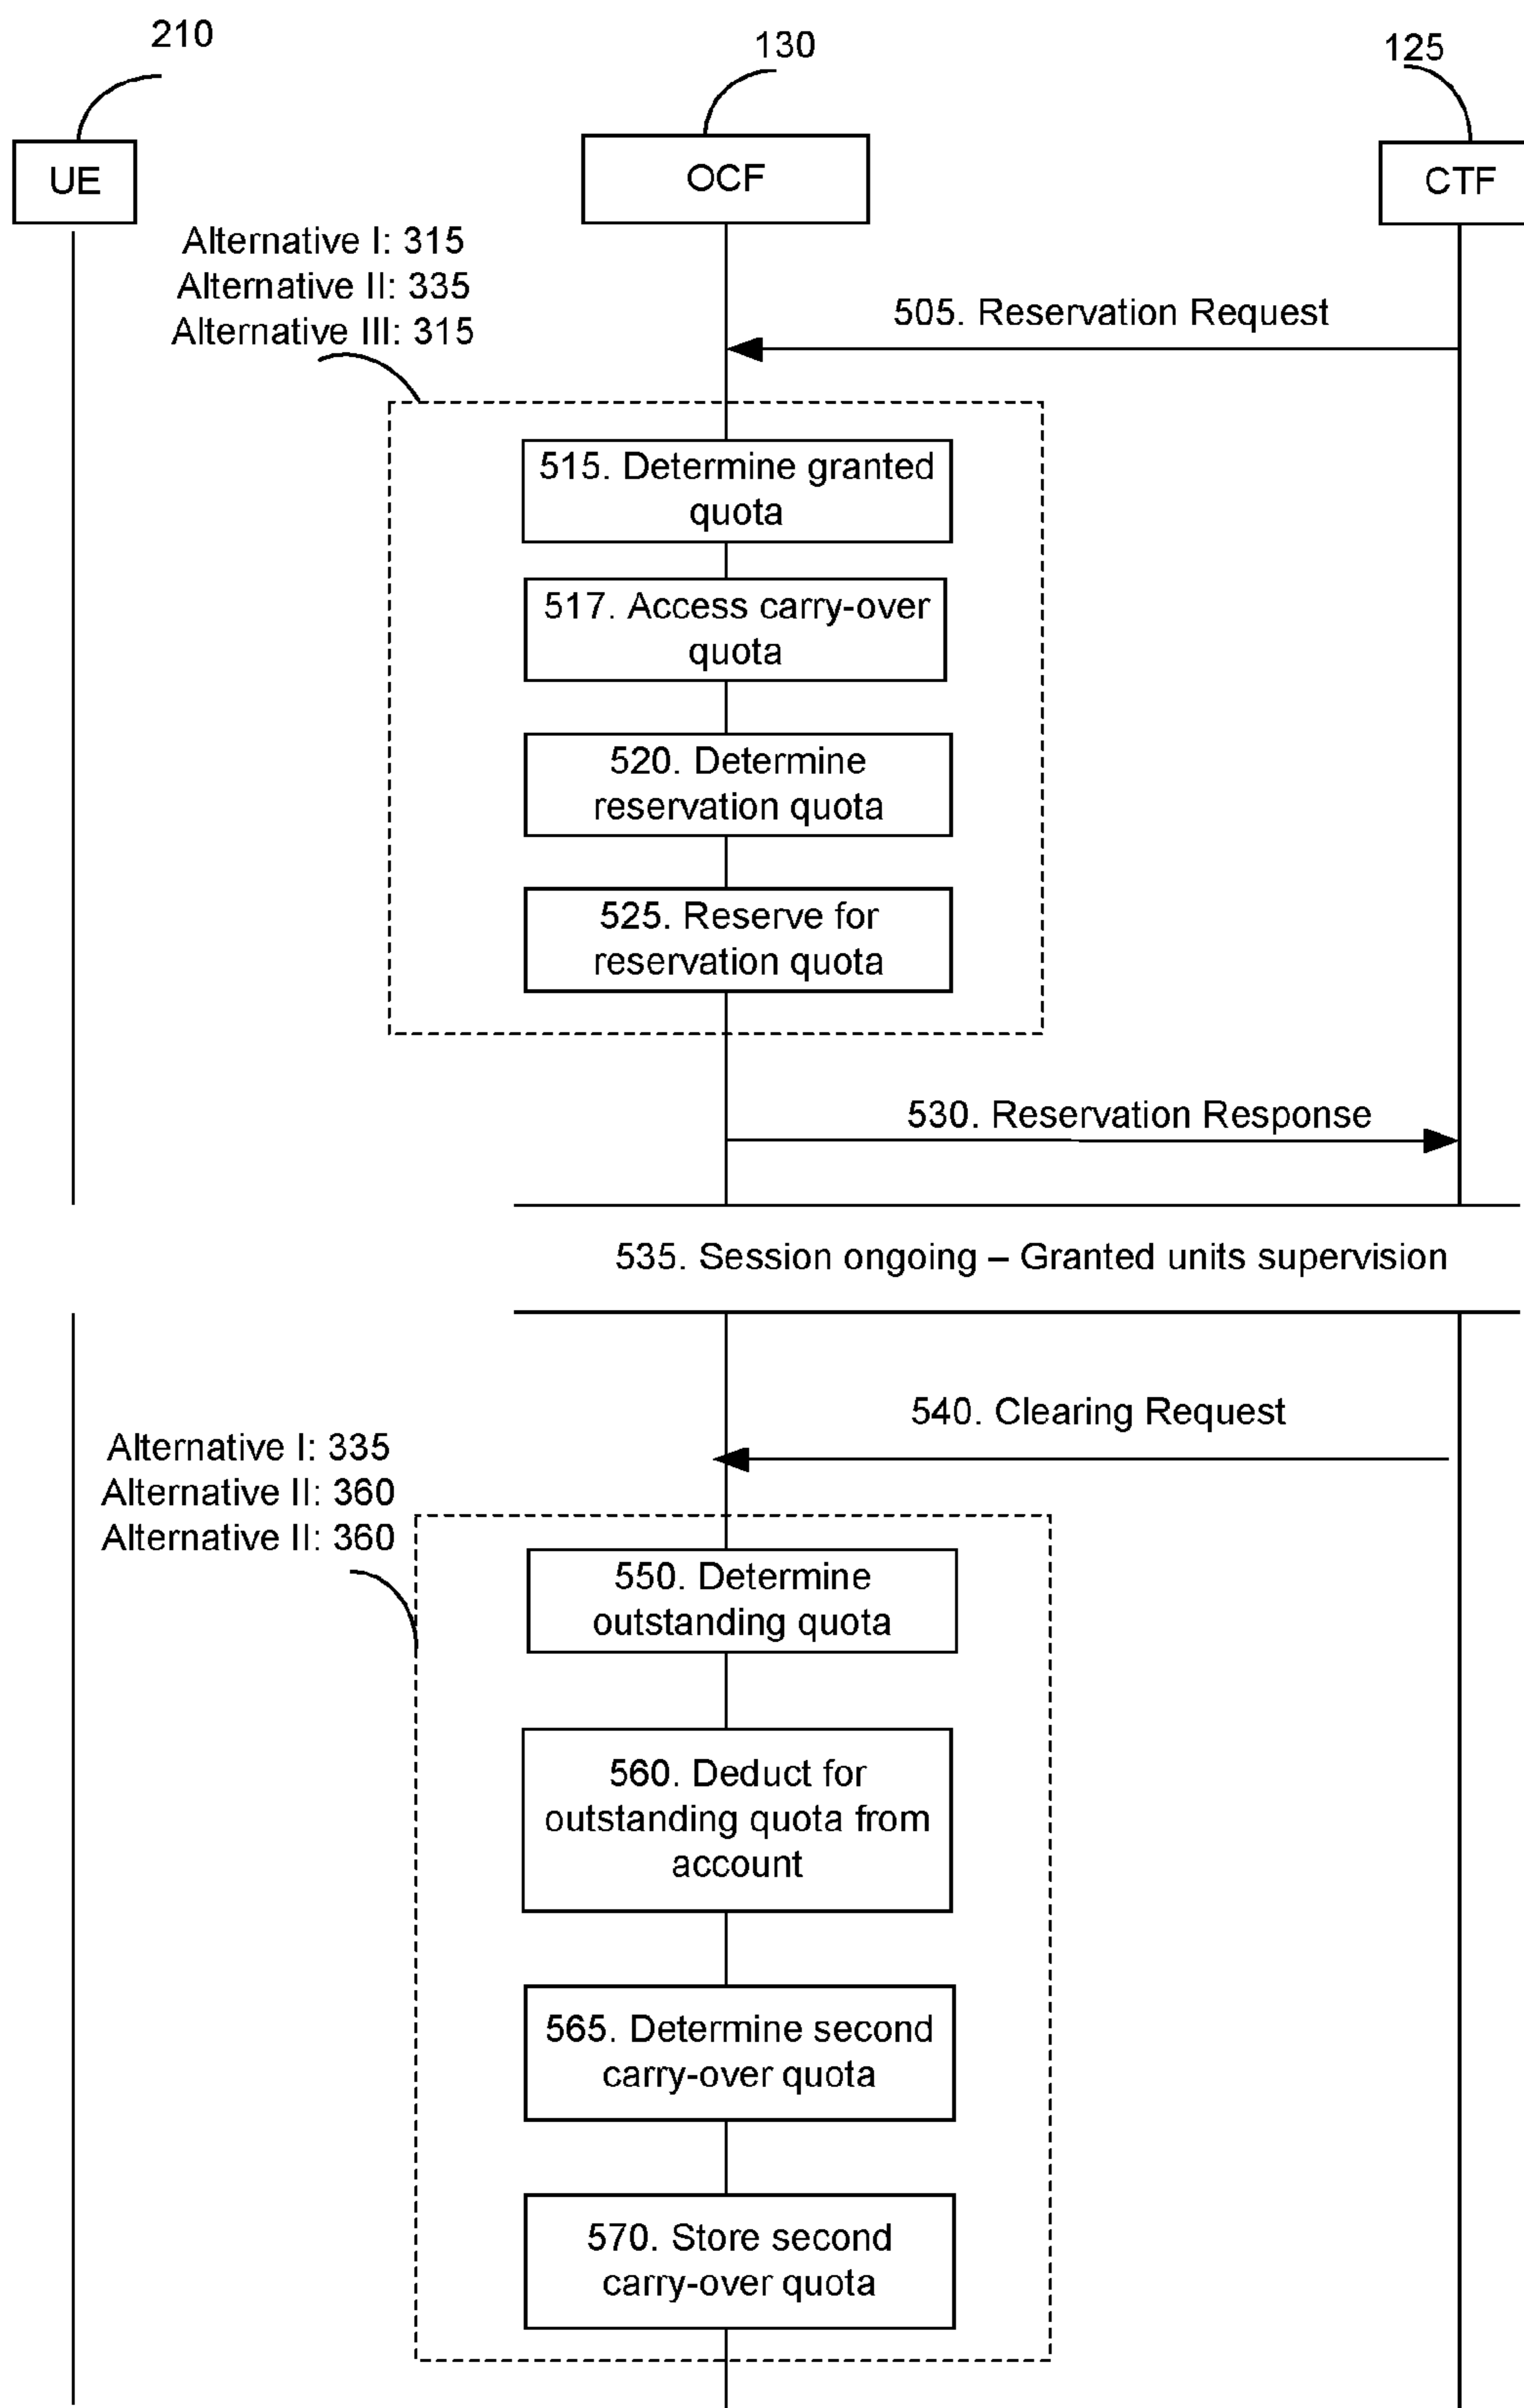 210
130
125
UE
OCF
CTF
Alternative I: 315
Alternative II: 335
Alternative III: 315
505. Reservation Request
515. Determine granted
quota
517. Access carry-over
quota
520. Determine
reservation quota
525. Reserve for
reservation quota
530. Reservation Response
535. Session ongoing – Granted units supervision
540. Clearing Request
Alternative I: 335
Alternative II: 360
Alternative II: 360
550. Determine
outstanding quota
560. Deduct for
outstanding quota from
account
565. Determine second
carry-over quota
570. Store second
carry-over quota